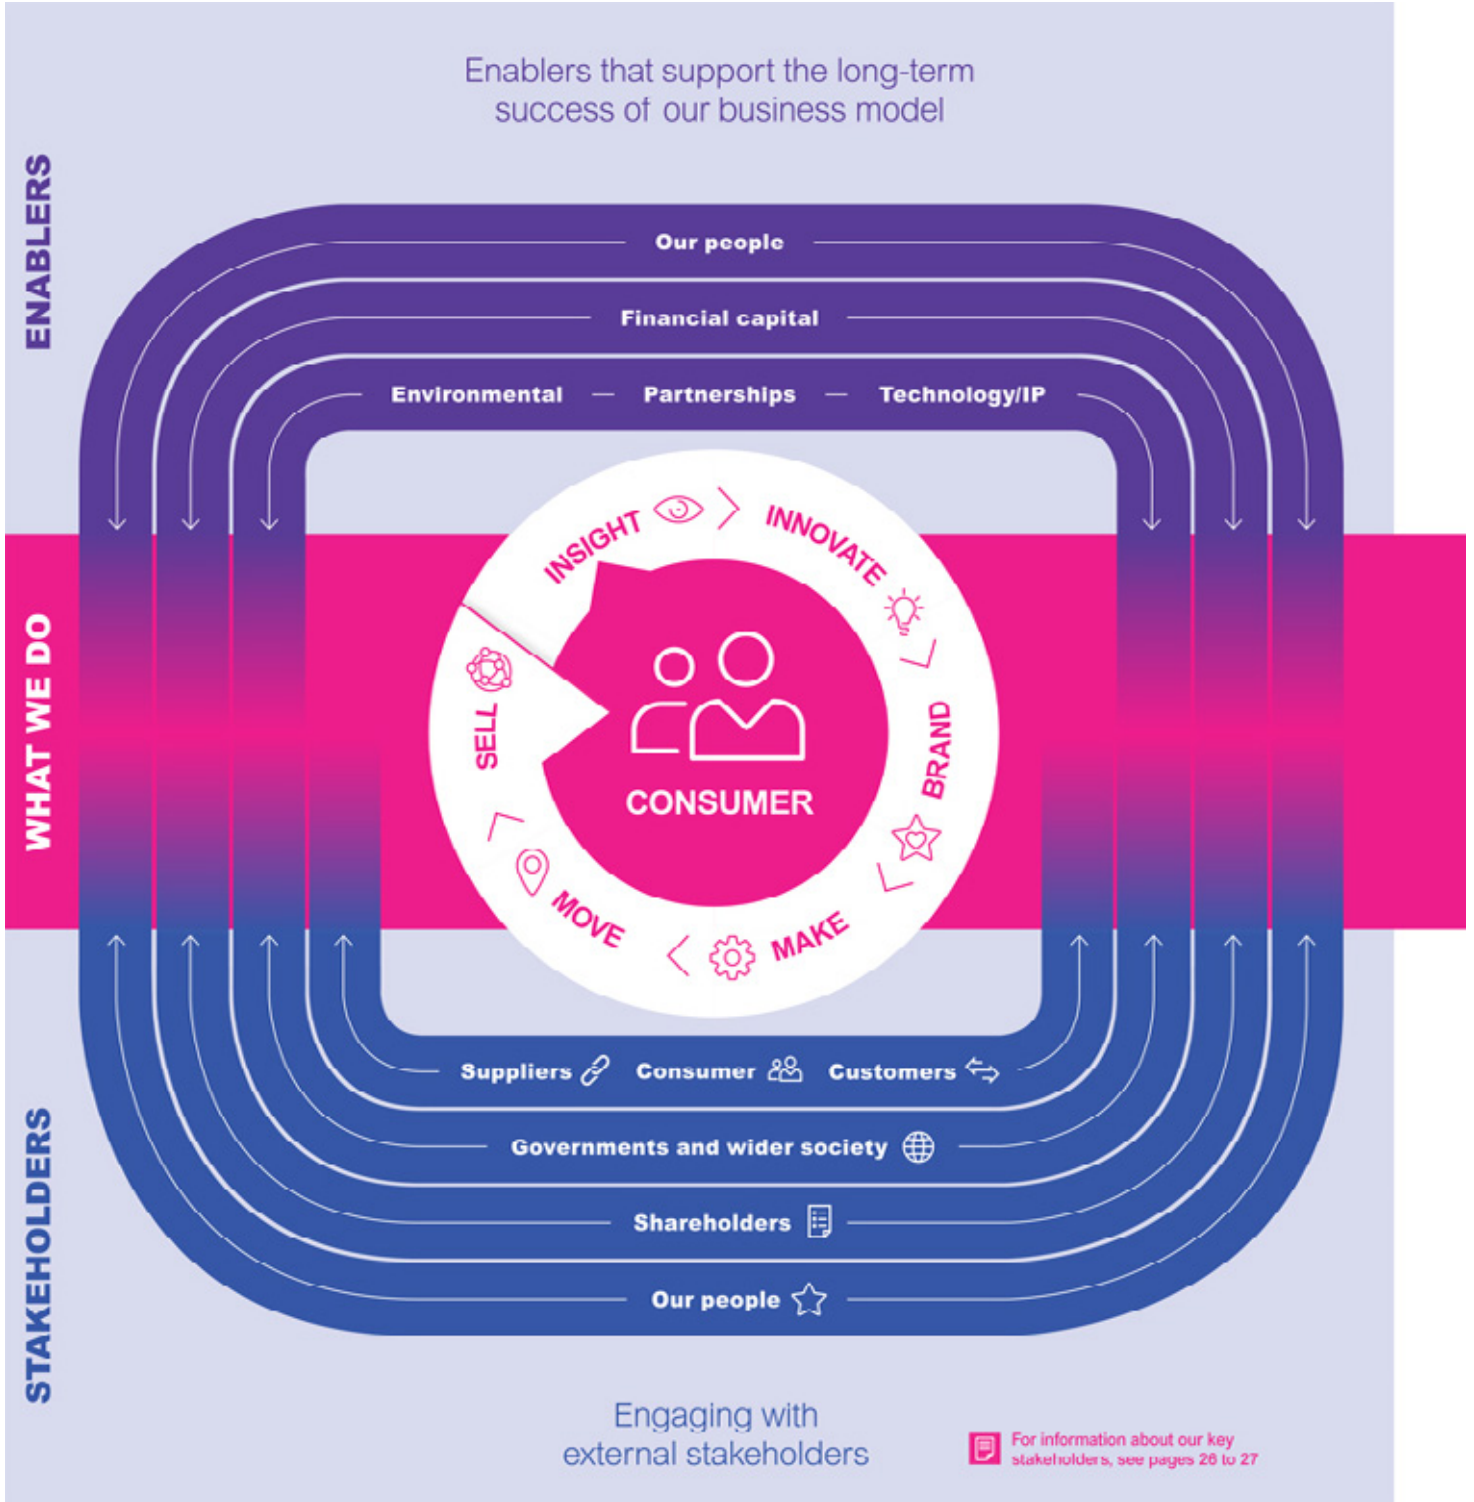 Enablers that support the long-term
success of our business model
ENABLERS
Our people
Financial capital
Environmental — Partnerships — Technology/IP
WHAT WE DO
INSIGHT
INNOVATE
BRAND
MAKE
MOVE
SELL
CONSUMER
STAKEHOLDERS
Suppliers Consumer Customers
Governments and wider society
Shareholders
Our people
Engaging with
external stakeholders
For information about our key
stakeholders, see pages 26 to 27